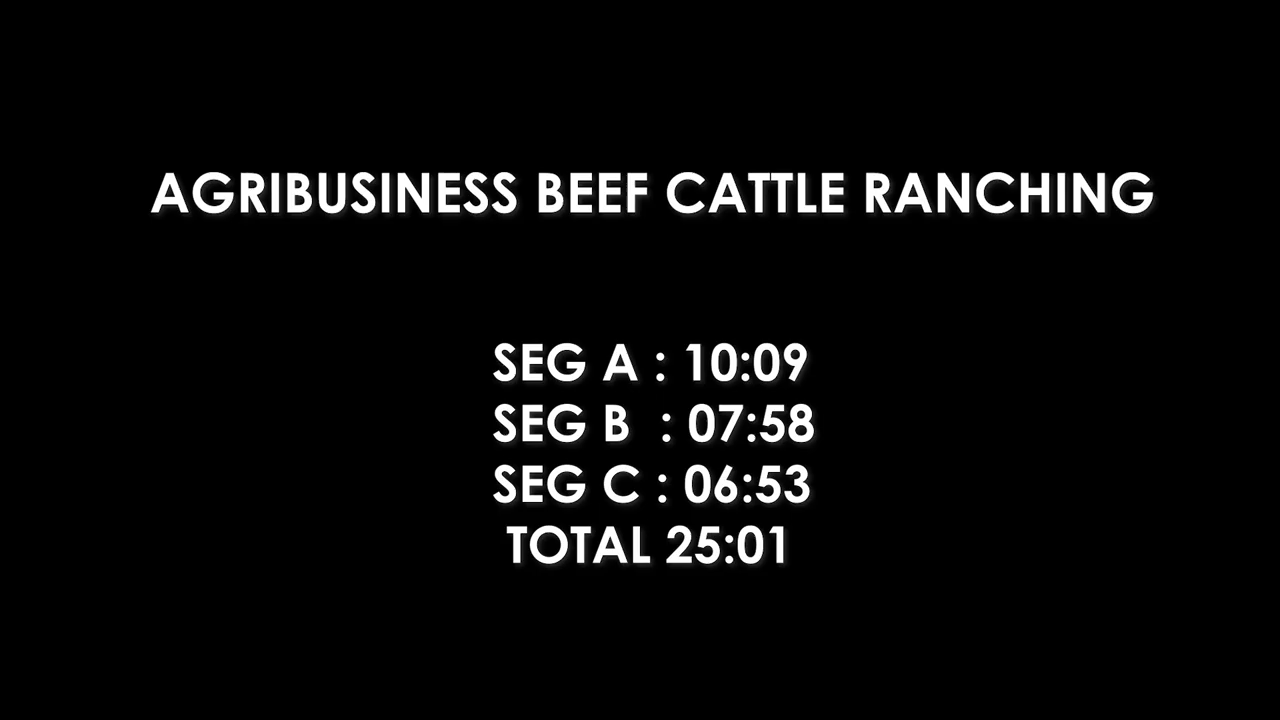 AGRIBUSINESS BEEF CATTLE RANCHING
SEG A : 10:09
SEG B : 07:58
SEG C : 06:53
TOTAL 25:01